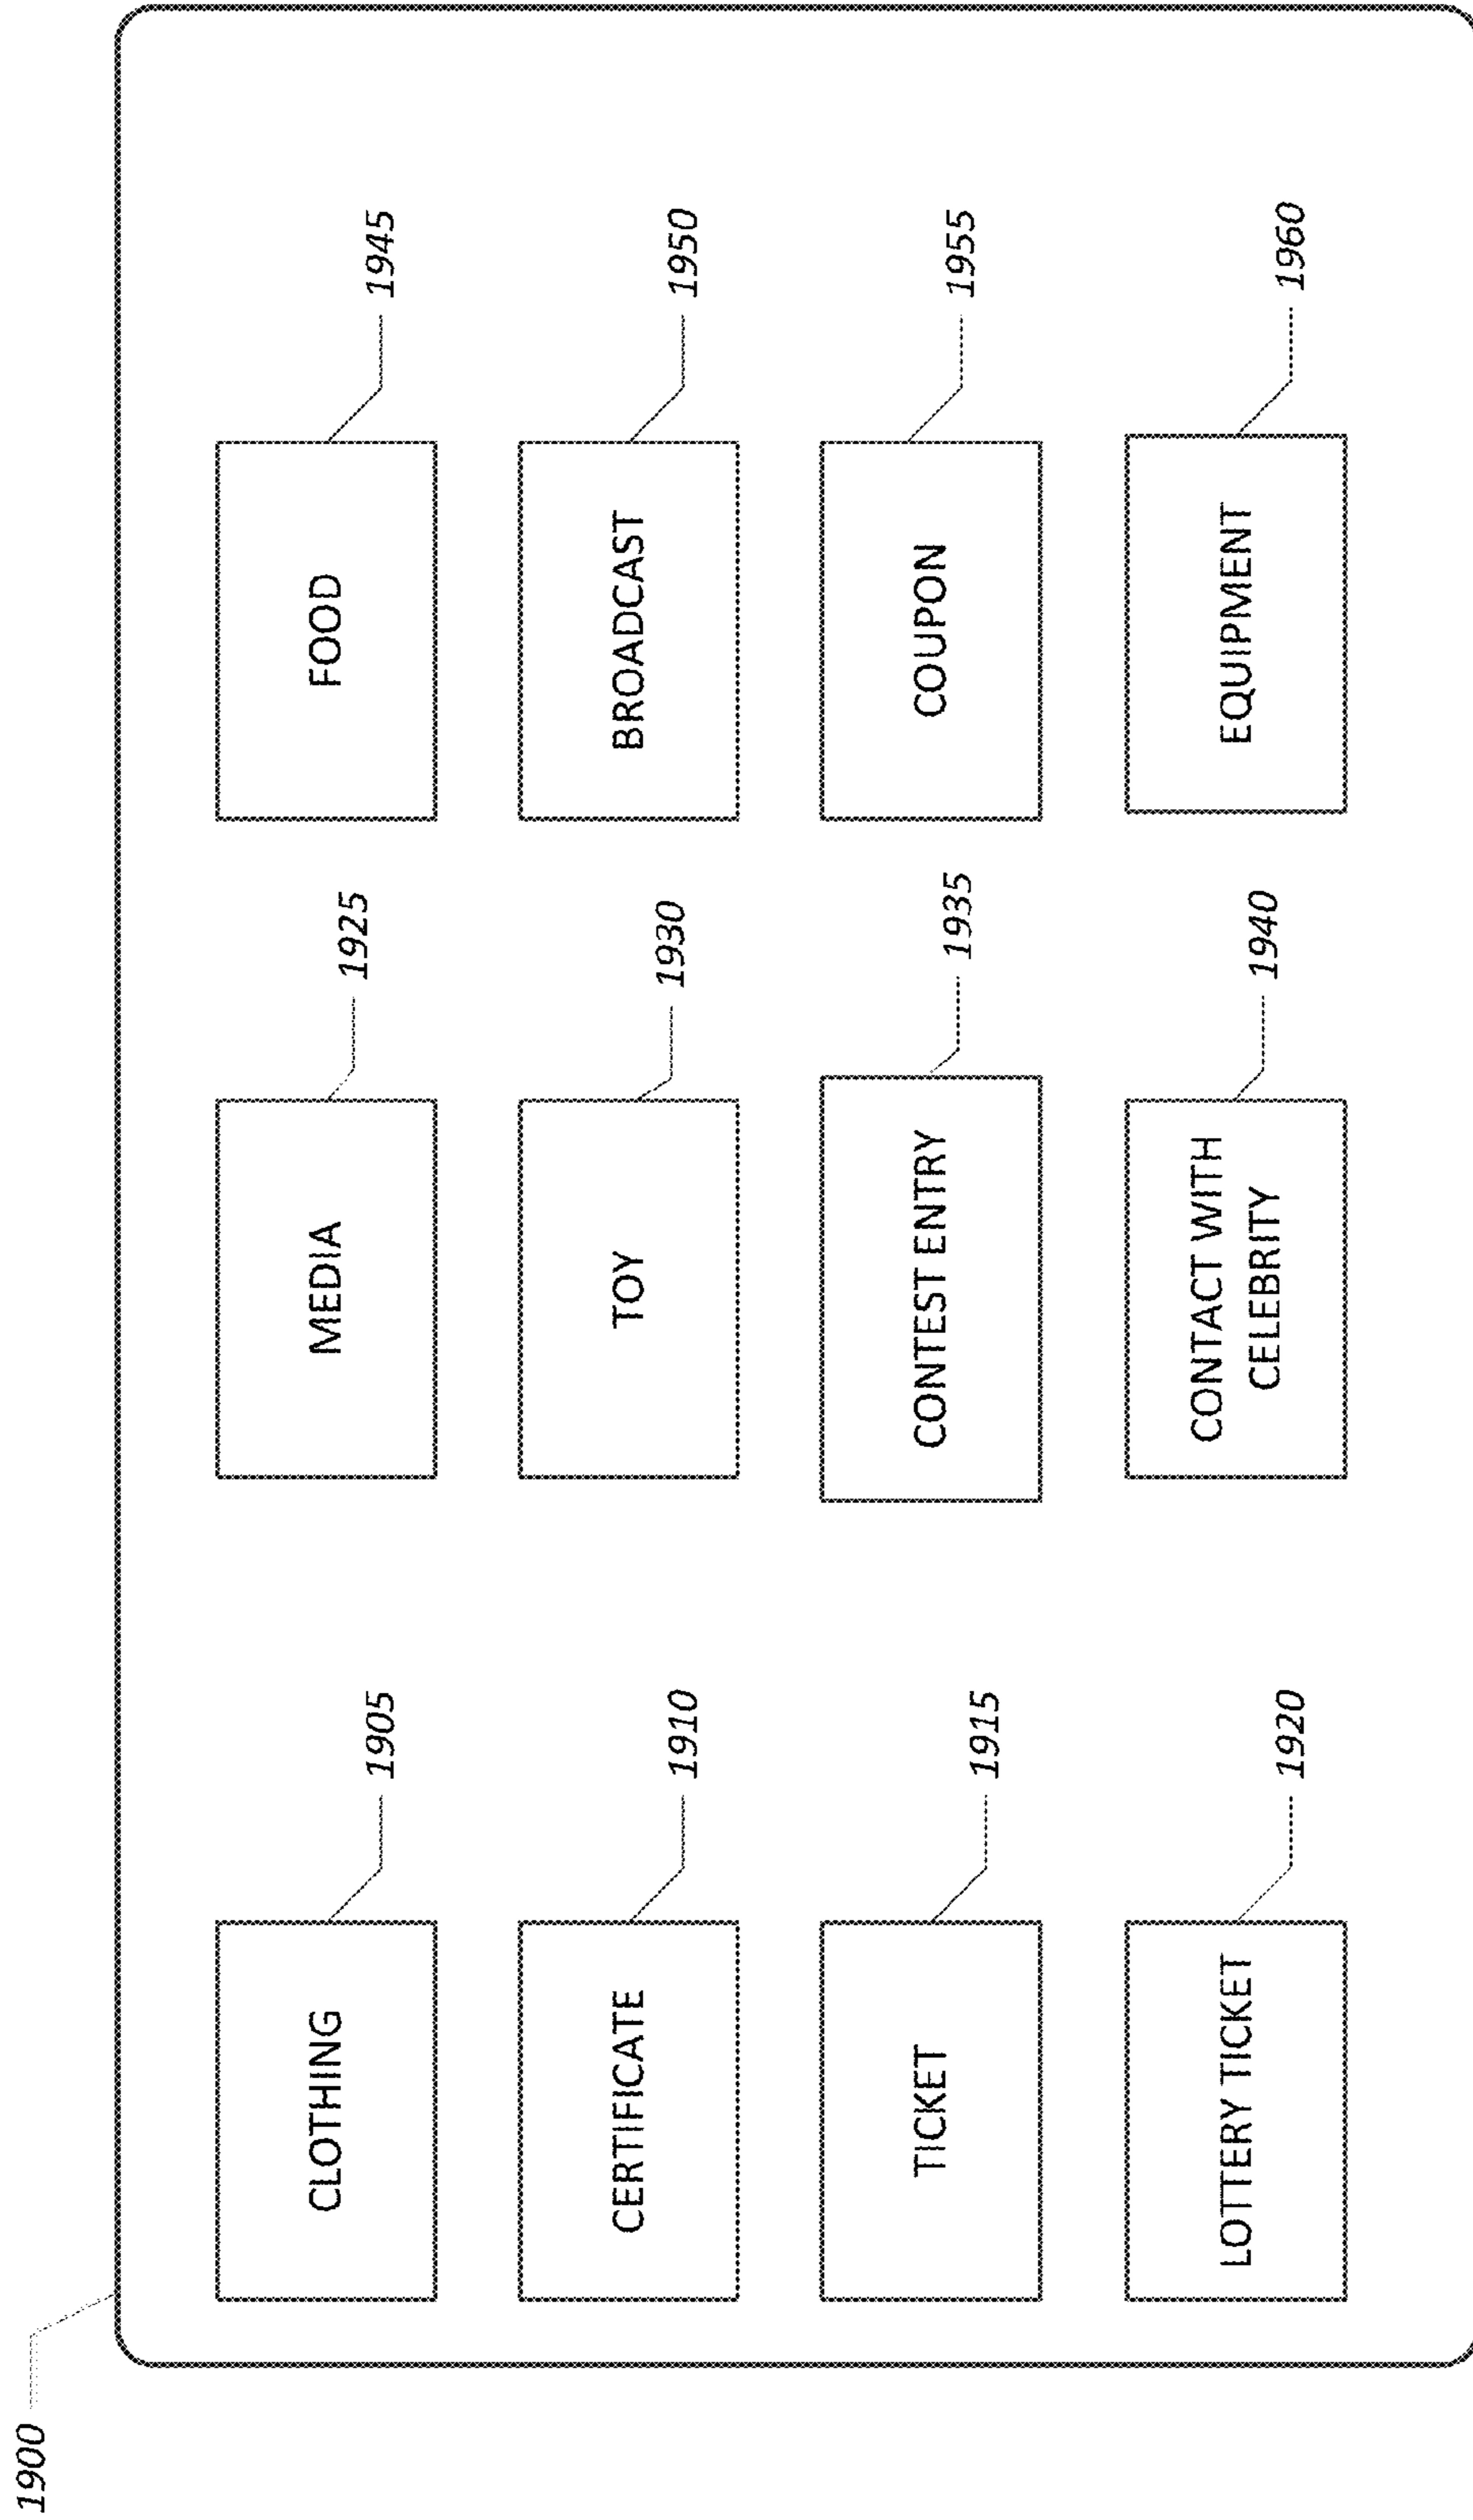 1900
CLOTHING
1905
MEDIA
1925
FOOD
1945
CERTIFICATE
1910
TOY
1930
BROADCAST
1950
TICKET
1915
CONTEST ENTRY
1935
COUPON
1955
LOTTERY TICKET
1920
CONTACT WITH
CELEBRITY
1940
EQUIPMENT
1960